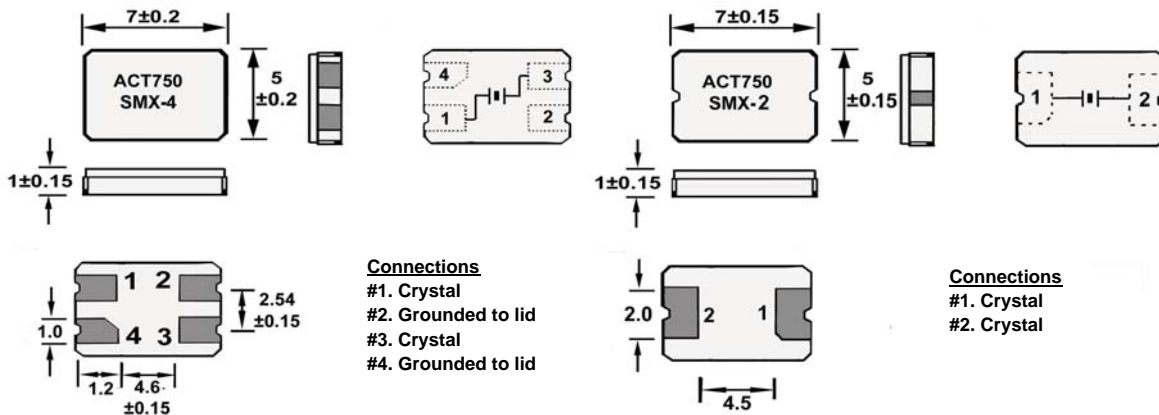 7±0.2
ACT750
SMX-4
5
±0.2
4
3
1
2
1±0.15
7±0.15
ACT750
SMX-2
5
±0.15
1
2
1±0.15
1 2
4 3
1.0
2.54
±0.15
1.2
4.6
±0.15
Connections
#1. Crystal
#2. Grounded to lid
#3. Crystal
#4. Grounded to lid
2.0
2
1
4.5
Connections
#1. Crystal
#2. Crystal